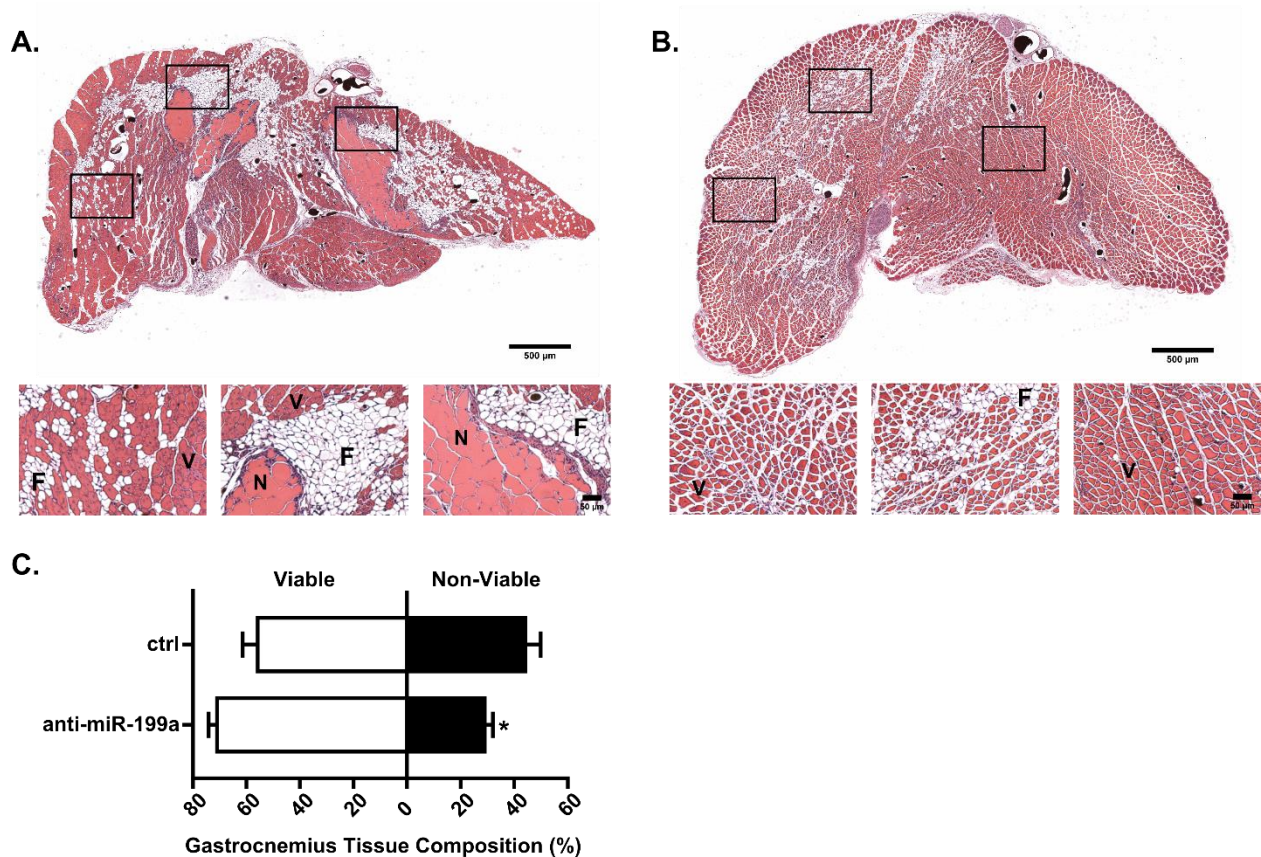 A.
B.
500 µm
500 µm
F
V
V
F
N
N
F
50 µm
V
F
V
50 µm
C.
Viable
Non-Viable
ctrl
anti-miR-199a
*
80
60
40
20
0
20
40
60
Gastrocnemius Tissue Composition (%)